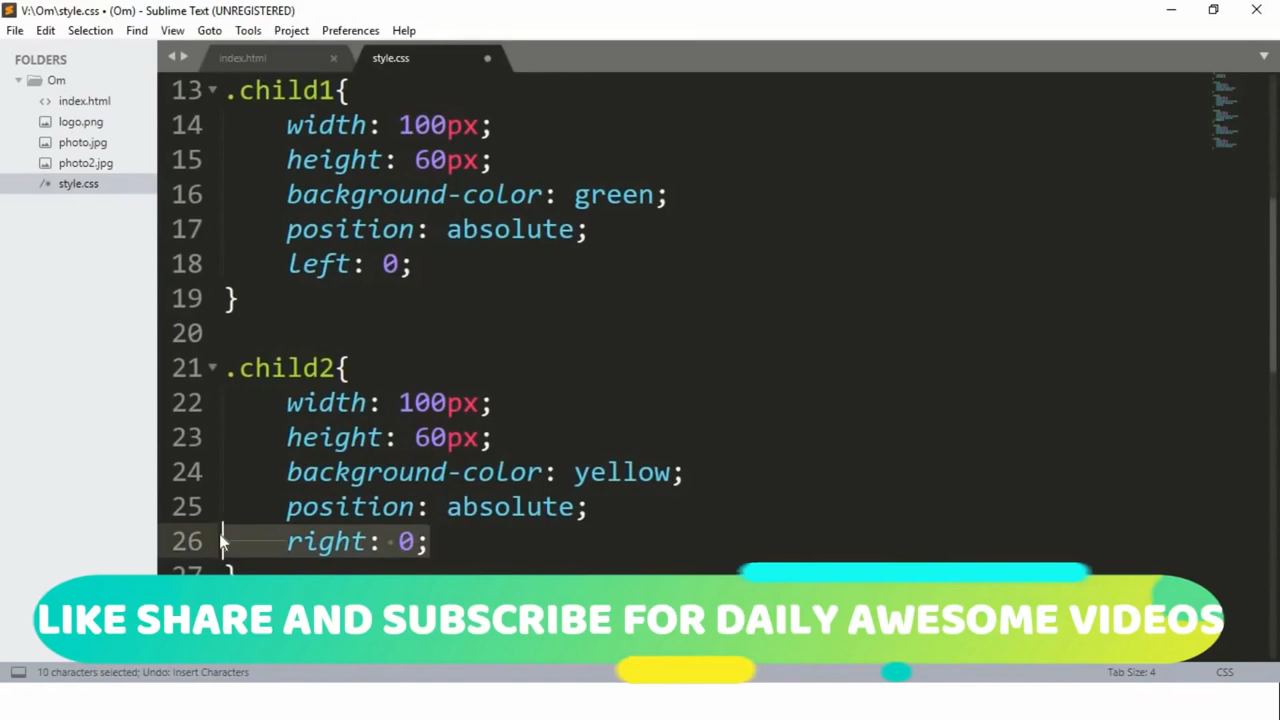 V:\Om\style.css • (Om) - Sublime Text (UNREGISTERED)
File Edit Selection Find View Goto Tools Project Preferences Help
FOLDERS
Om
index.html
logo.png
photo.jpg
photo2.jpg
style.css
index.html style.css
13 .child1{
14 width: 100px;
15 height: 60px;
16 background-color: green;
17 position: absolute;
18 left: 0;
19 }
20
21 .child2{
22 width: 100px;
23 height: 60px;
24 background-color: yellow;
25 position: absolute;
26 right: 0;
27 }
LIKE SHARE AND SUBSCRIBE FOR DAILY AWESOME VIDEOS
10 characters selected; Undo: Insert Characters Tab Size: 4 CSS